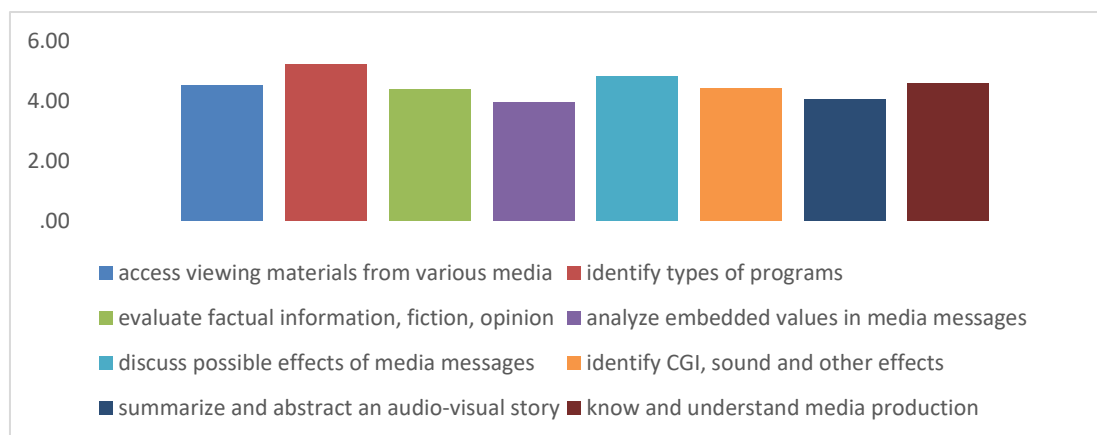 6.00
4.00
2.00
.00
access viewing materials from various media
identify types of programs
evaluate factual information, fiction, opinion
analyze embedded values in media messages
discuss possible effects of media messages
identify CGI, sound and other effects
summarize and abstract an audio-visual story
know and understand media production